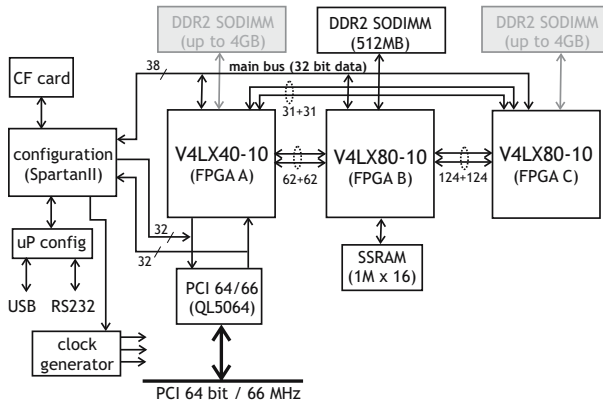 DDR2 SODIMM
(up to 4GB)
DDR2 SODIMM
(512MB)
DDR2 SODIMM
(up to 4GB)
38
main bus (32 bit data)
CF card
31+31
configuration
(SpartanII)
V4LX40-10
(FPGA A)
V4LX80-10
(FPGA B)
V4LX80-10
(FPGA C)
62+62
124+124
32
32
uP config
SSRAM
(1M x 16)
PCI 64/66
(QL5064)
USB
RS232
clock
generator
PCI 64 bit / 66 MHz